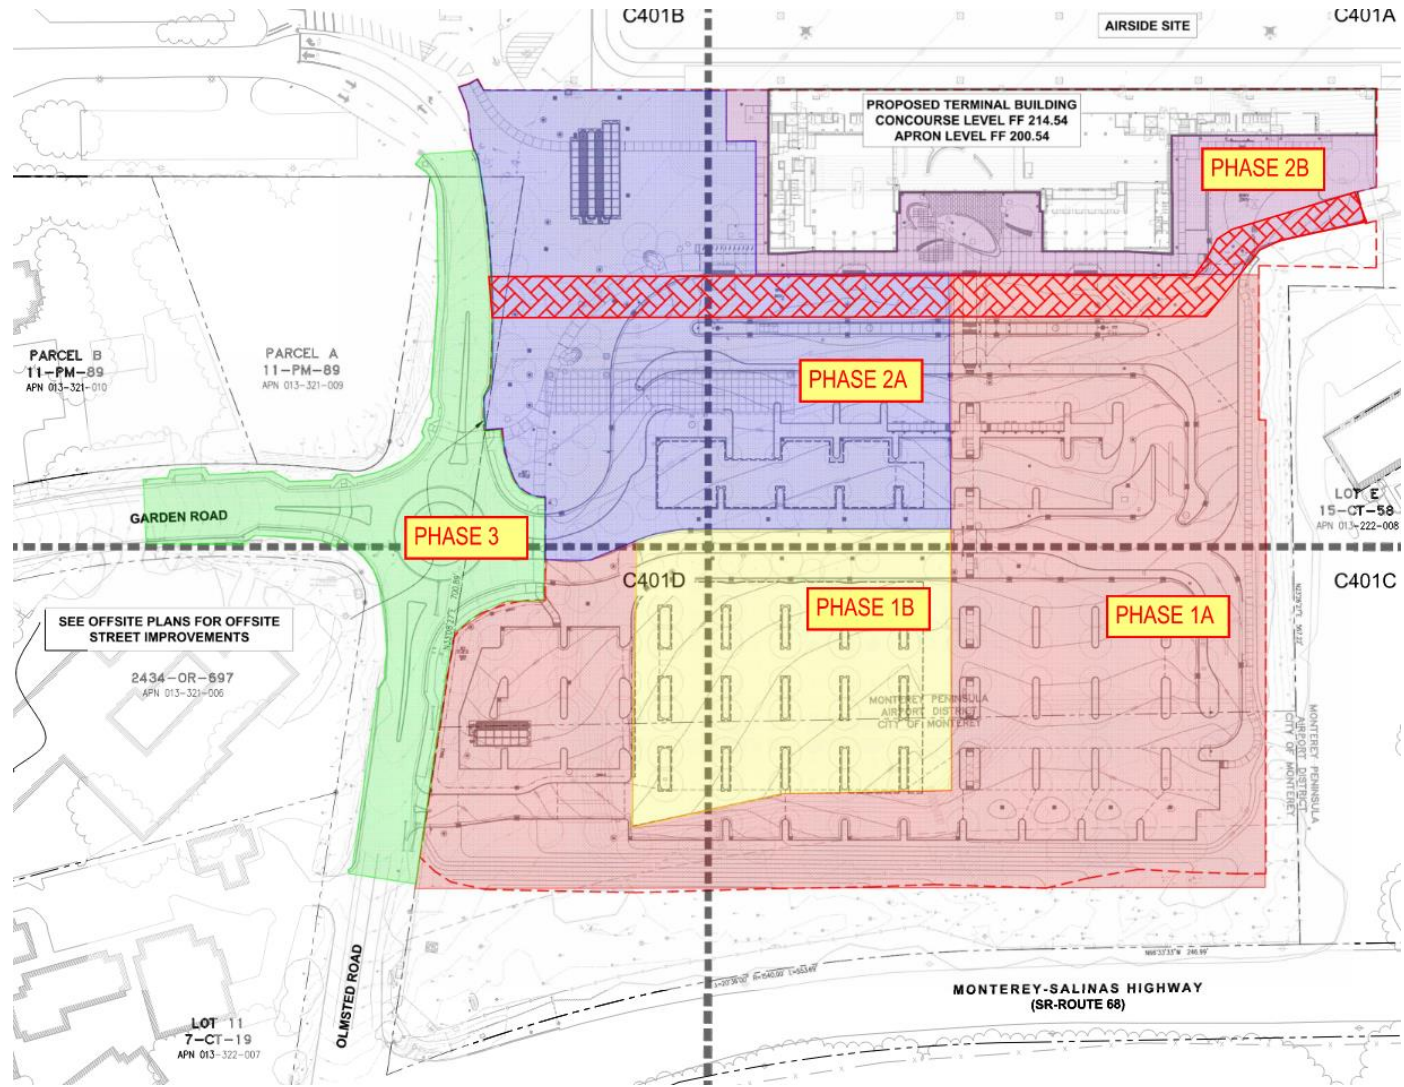 C401B
C401A
AIRSIDE SITE
PROPOSED TERMINAL BUILDING
CONCOURSE LEVEL FF 214.54
APRON LEVEL FF 200.54
PHASE 2B
PARCEL B
11-PM-89
APN 013-321-010
PARCEL A
11-PM-89
APN 013-321-009
PHASE 2A
LOT E
15-CT-58
APN 013-222-008
GARDEN ROAD
PHASE 3
C401D
C401C
PHASE 1B
PHASE 1A
SEE OFFSITE PLANS FOR OFFSITE
STREET IMPROVEMENTS
2434-OR-697
APN 013-321-006
MONTEREY PENINSULA
AIRPORT DISTRICT
CITY OF MONTEREY
MONTEREY PENINSULA
AIRPORT DISTRICT
CITY OF MONTEREY
OLMSTED ROAD
LOT 11
7-CT-19
APN 013-322-007
MONTEREY-SALINAS HIGHWAY
(SR-ROUTE 68)